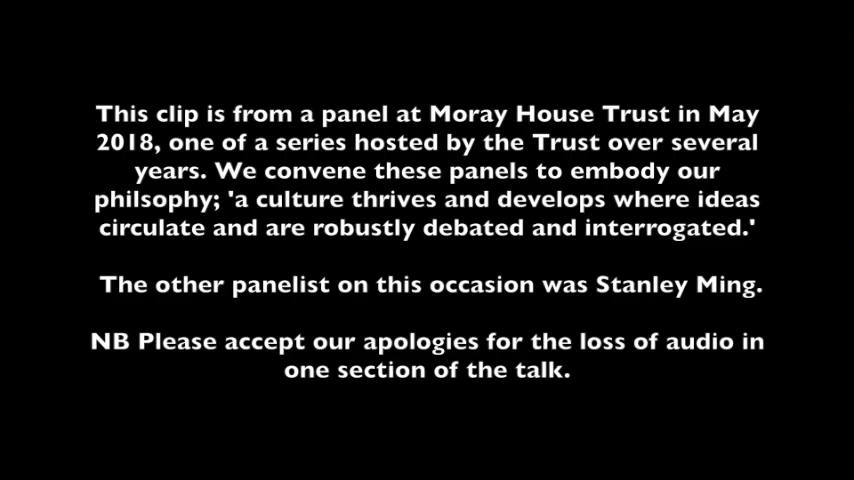 This clip is from a panel at Moray House Trust in May
2018, one of a series hosted by the Trust over several
years. We convene these panels to embody our
philsophy; 'a culture thrives and develops where ideas
circulate and are robustly debated and interrogated.'
The other panelist on this occasion was Stanley Ming.
NB Please accept our apologies for the loss of audio in
one section of the talk.